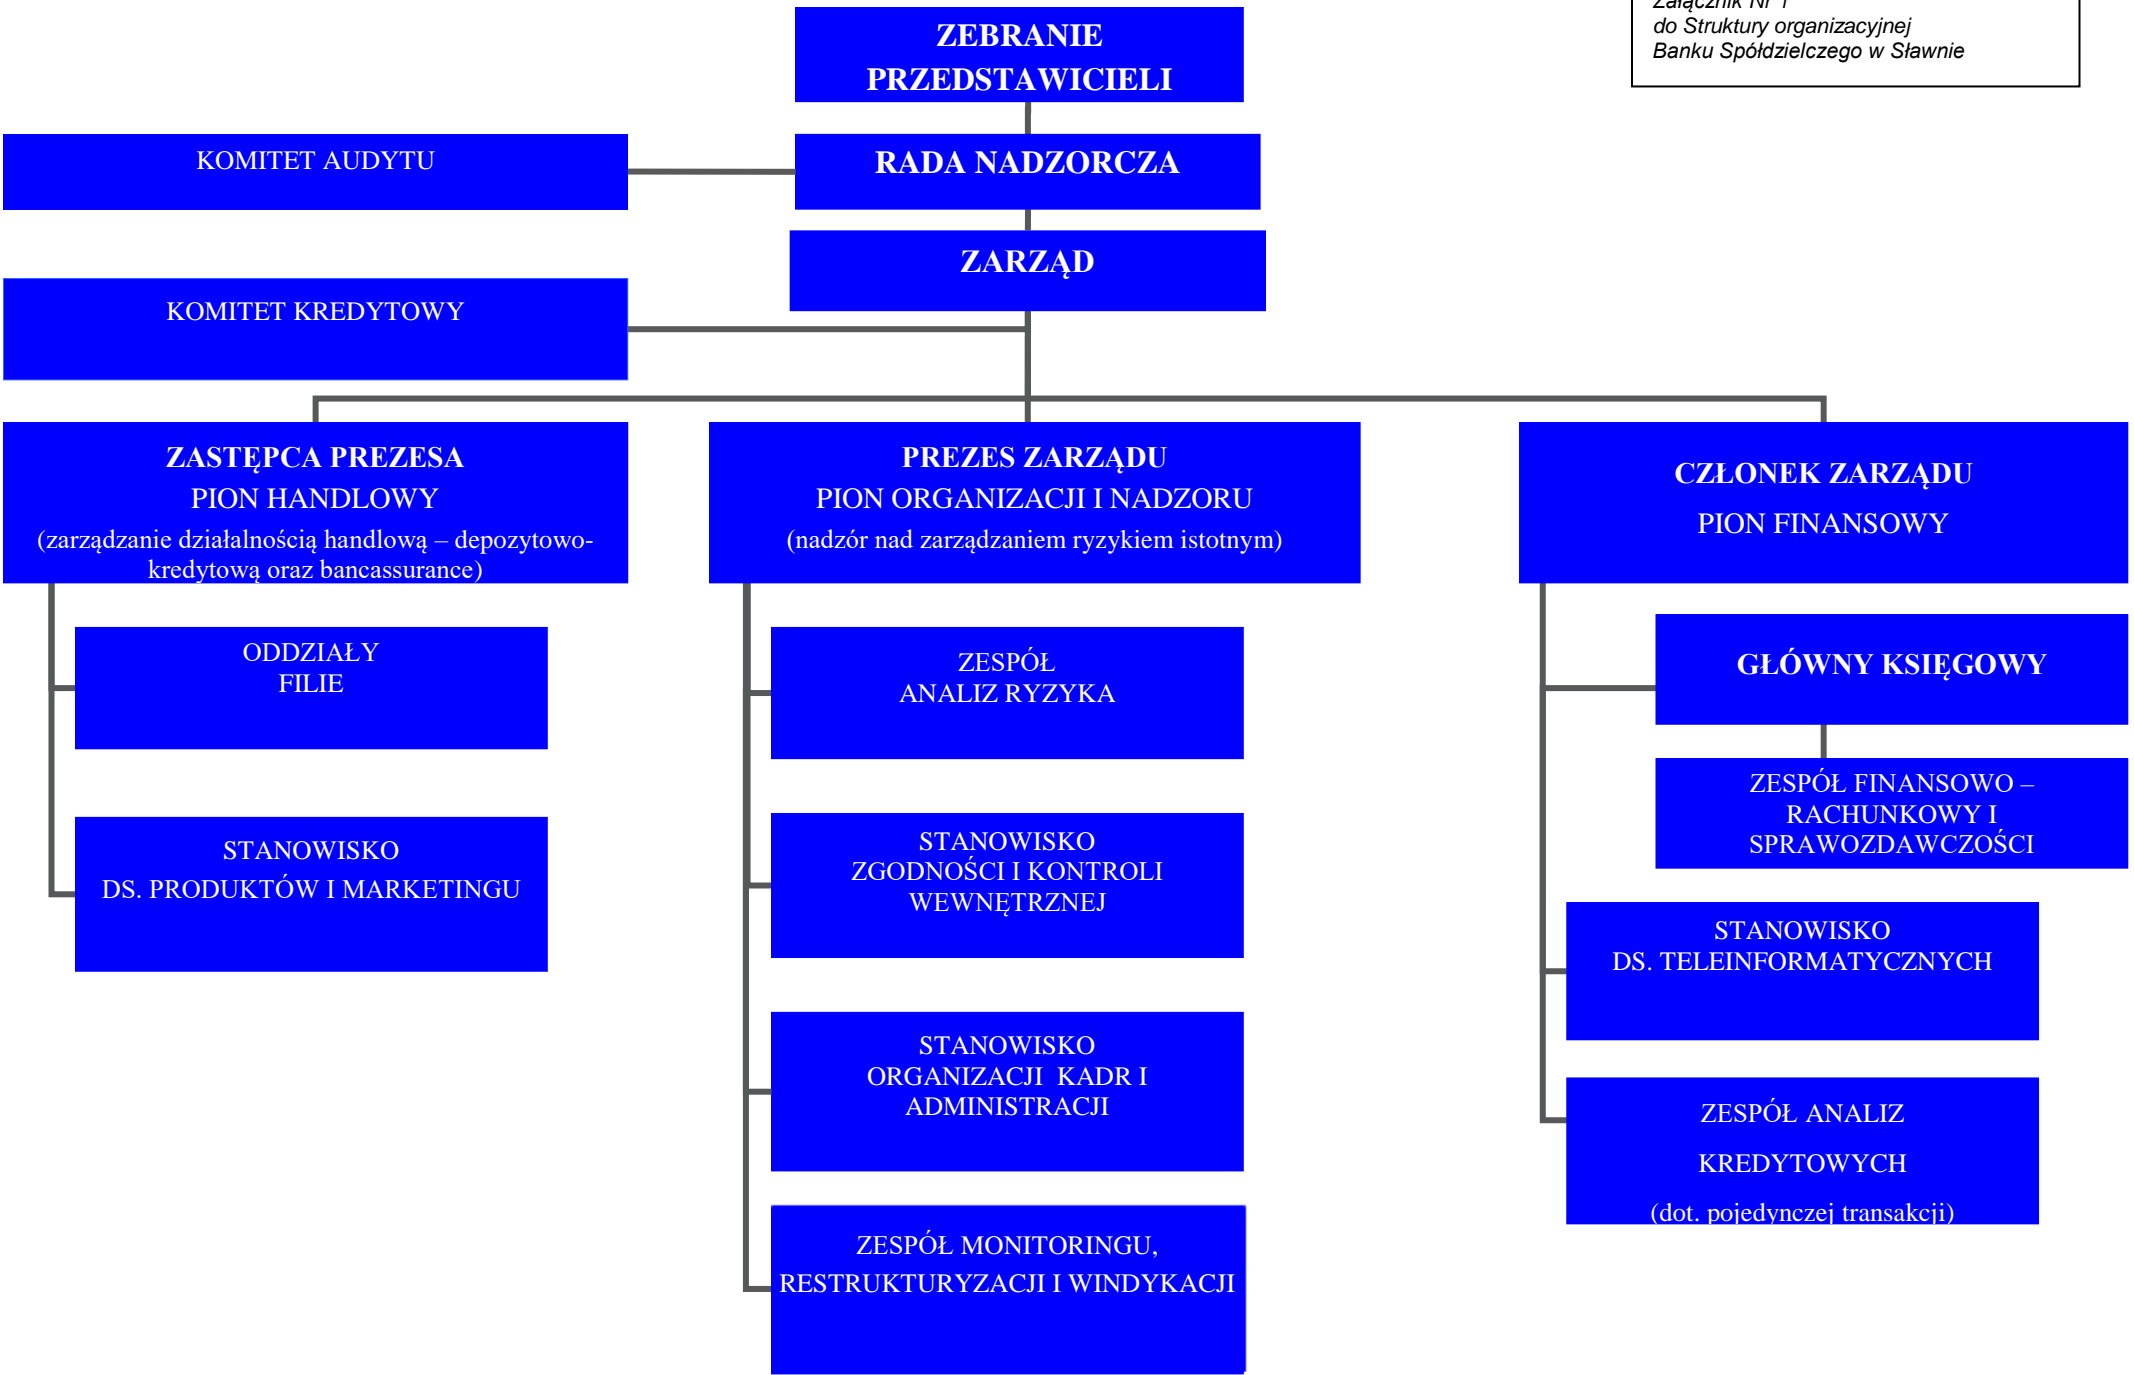 Załącznik Nr 1
do Struktury organizacyjnej
Banku Spółdzielczego w Sławnie
ZEBRANIE
PRZEDSTAWICIELI
KOMITET AUDYTU
RADA NADZORCZA
ZARZĄD
KOMITET KREDYTOWY
ZASTĘPCA PREZESA
PION HANDLOWY
(zarządzanie działalnością handlową – depozytowo-
kredytową oraz bancassurance)
PREZES ZARZĄDU
PION ORGANIZACJI I NADZORU
(nadzór nad zarządzaniem ryzykiem istotnym)
CZŁONEK ZARZĄDU
PION FINANSOWY
ODDZIAŁY
FILIE
STANOWISKO
DS. PRODUKTÓW I MARKETINGU
ZESPÓŁ
ANALIZ RYZYKA
STANOWISKO
ZGODNOŚCI I KONTROLI
WEWNĘTRZNEJ
STANOWISKO
ORGANIZACJI  KADR I
ADMINISTRACJI
ZESPÓŁ MONITORINGU,
RESTRUKTURYZACJI I WINDYKACJI
GŁÓWNY KSIĘGOWY
ZESPÓŁ FINANSOWO –
RACHUNKOWY I
SPRAWOZDAWCZOŚCI
STANOWISKO
DS. TELEINFORMATYCZNYCH
ZESPÓŁ ANALIZ
KREDYTOWYCH
(dot. pojedynczej transakcji)